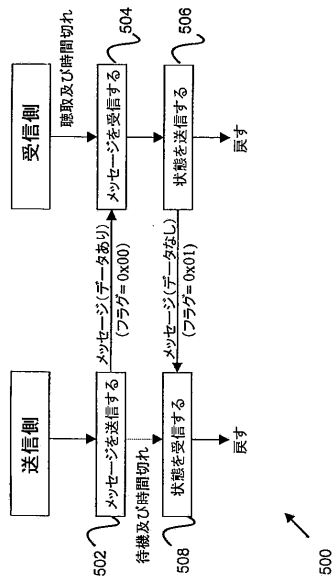 送信側
受信側
聴取及び時間切れ
502
メッセージを送信する
メッセージ(データあり)
(フラグ=0x00)
メッセージを受信する
504
待機及び時間切れ
508
状態を受信する
メッセージ(データなし)
(フラグ=0x01)
状態を送信する
506
戻す
戻す
500